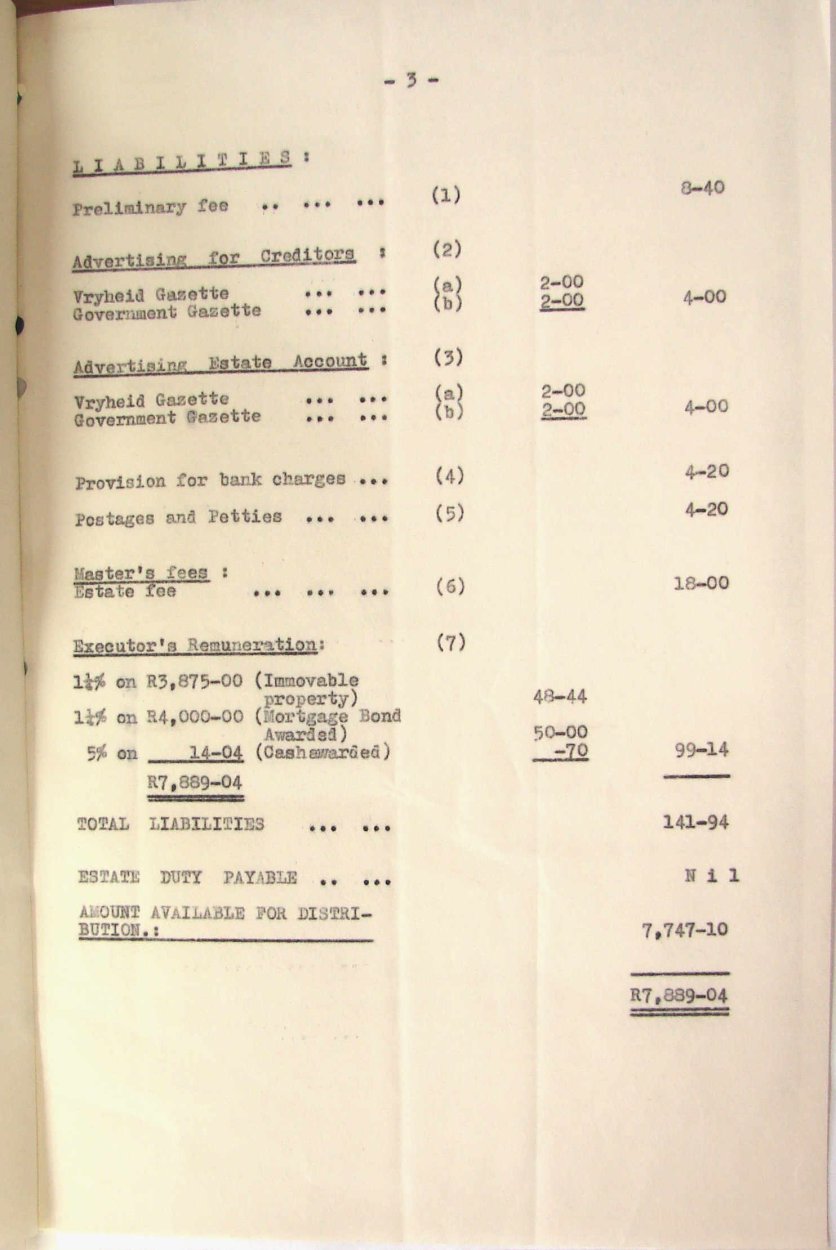 - 3 -
L I A B I L I T I E S :
Preliminary fee .. ... ... (1) 8-40
Advertising for Creditors : (2)
Vryheid Gazette ... ... (a) 2-00
Government Gazette ... ... (b) 2-00 4-00
Advertising Estate Account : (3)
Vryheid Gazette ... ... (a) 2-00
Government Gazette ... ... (b) 2-00 4-00
Provision for bank charges ... (4) 4-20
Postages and Petties ... ... (5) 4-20
Master's fees :
Estate fee ... ... ... (6) 18-00
Executor's Remuneration: (7)
1¼% on R3,875-00 (Immovable
property) 48-44
1¼% on R4,000-00 (Mortgage Bond
Awarded) 50-00
5% on 14-04 (Cash awarded) -70 99-14
R7,889-04
TOTAL LIABILITIES ... ... 141-94
ESTATE DUTY PAYABLE .. ... N i l
AMOUNT AVAILABLE FOR DISTRI-
BUTION.: 7,747-10
R7,889-04